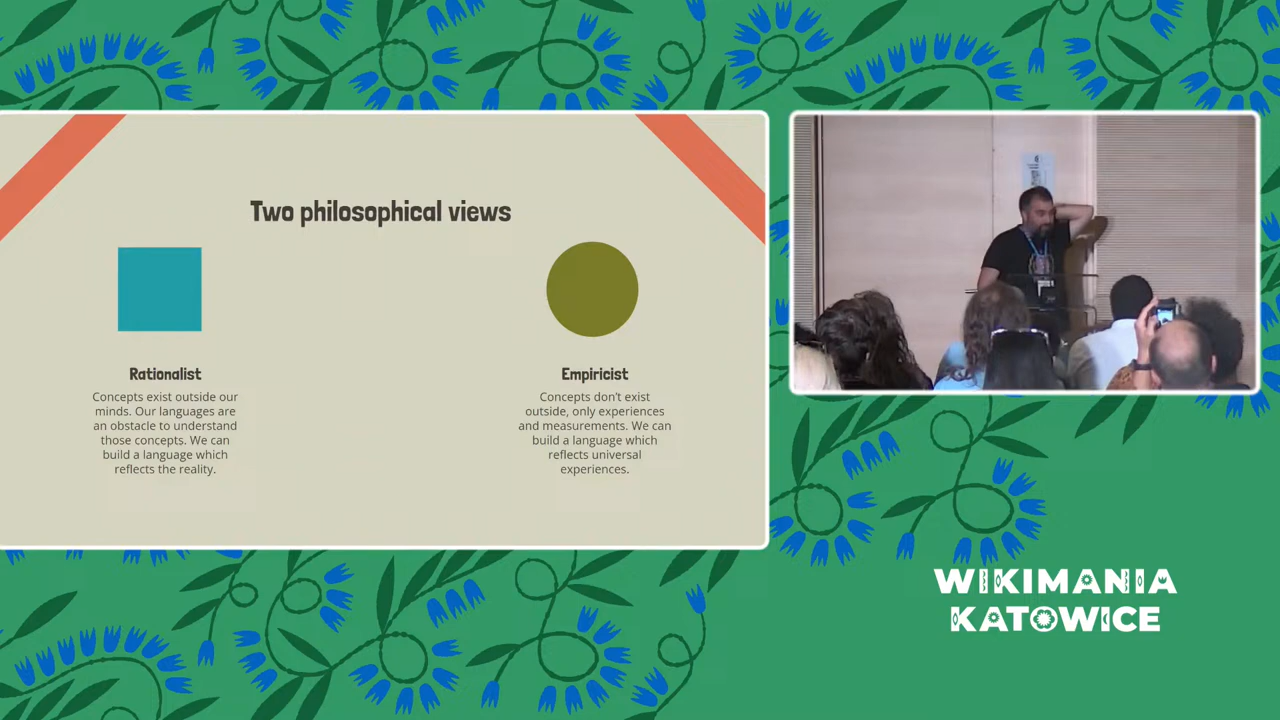 Two philosophical views
Rationalist
Concepts exist outside our
minds. Our languages are
an obstacle to understand
those concepts. We can
build a language which
reflects the reality.
Empiricist
Concepts don't exist
outside, only experiences
and measurements. We can
build a language which
reflects universal
experiences.
WIKIMANIA
KATOWICE